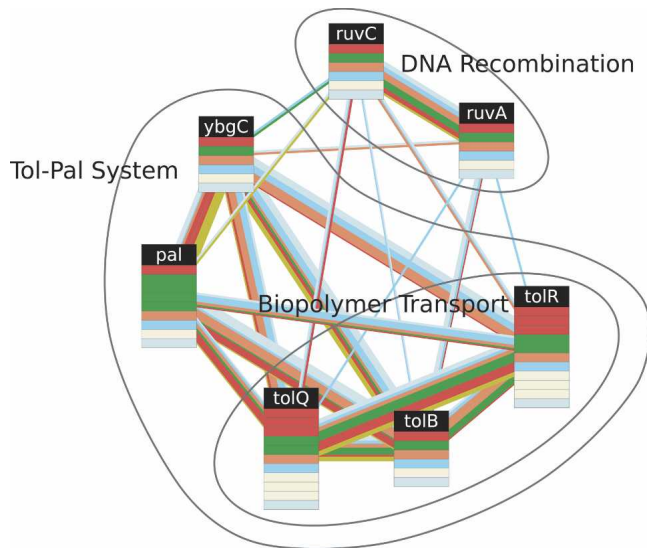 ruvC
DNA Recombination
ruvA
ybgC
Tol-Pal System
pal
Biopolymer Transport
tolR
tolQ
tolB